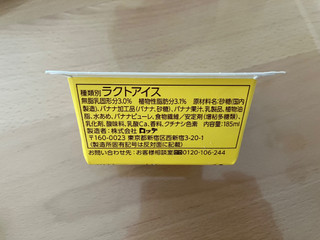 種類別 ラクトアイス
無脂乳固形分3.0% 植物性脂肪分3.1% 原材料名:砂糖(国内
製造)、バナナ加工品(バナナ、砂糖)、バナナ果汁、乳製品、植物油
脂、水あめ、バナナピューレ、食物繊維/安定剤(増粘多糖類)、
乳化剤、酸味料、乳酸Ca、香料、クチナシ色素 内容量:185ml
製造者:株式会社 ロッテ
〒160-0023 東京都新宿区西新宿3-20-1
(製造所固有記号は反対面に記載)
お問い合わせ先:お客様相談室 0120-106-244